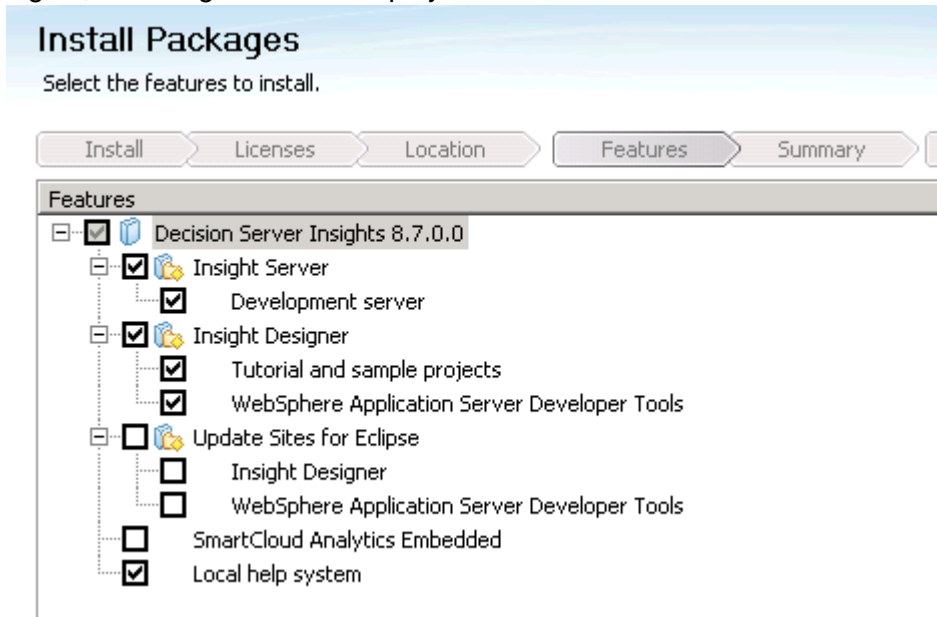 Install Packages
Select the features to install.
Install Licenses Location Features Summary
Features
Decision Server Insights 8.7.0.0
Insight Server
Development server
Insight Designer
Tutorial and sample projects
WebSphere Application Server Developer Tools
Update Sites for Eclipse
Insight Designer
WebSphere Application Server Developer Tools
SmartCloud Analytics Embedded
Local help system